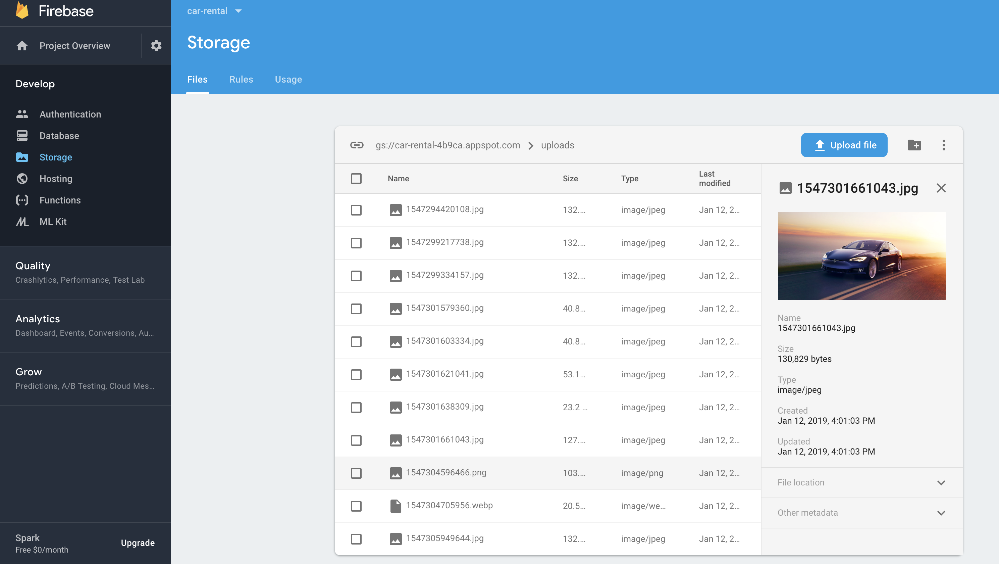 Firebase
Project Overview
Develop
Authentication
Database
Storage
Hosting
Functions
ML Kit
Quality
Crashlytics, Performance, Test Lab
Analytics
Dashboard, Events, Conversions, Au...
Grow
Predictions, A/B Testing, Cloud Mes...
Spark
Free $0/month
Upgrade
car-rental
Storage
Files Rules Usage
gs://car-rental-4b9ca.appspot.com > uploads
Upload file
Name Size Type Last modified
1547294420108.jpg 132.... image/jpeg Jan 12, 2...
1547299217738.jpg 132.... image/jpeg Jan 12, 2...
1547299334157.jpg 132.... image/jpeg Jan 12, 2...
1547301579360.jpg 40.8... image/jpeg Jan 12, 2...
1547301603334.jpg 40.8... image/jpeg Jan 12, 2...
1547301621041.jpg 53.1... image/jpeg Jan 12, 2...
1547301638309.jpg 23.2 ... image/jpeg Jan 12, 2...
1547301661043.jpg 127.... image/jpeg Jan 12, 2...
1547304596466.png 103.... image/png Jan 12, 2...
1547304705956.webp 20.5... image/we... Jan 12, 2...
1547305949644.jpg 132.... image/jpeg Jan 12, 2...
1547301661043.jpg
Name
1547301661043.jpg
Size
130,829 bytes
Type
image/jpeg
Created
Jan 12, 2019, 4:01:03 PM
Updated
Jan 12, 2019, 4:01:03 PM
File location
Other metadata